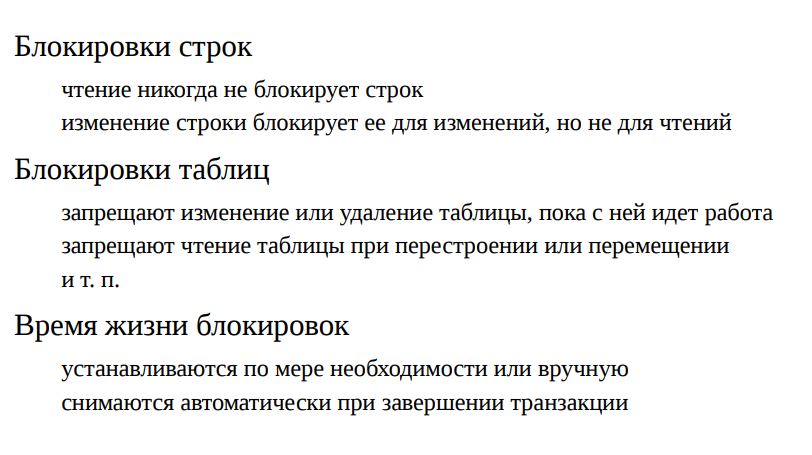 Блокировки строк
чтение никогда не блокирует строк
изменение строки блокирует ее для изменений, но не для чтений
Блокировки таблиц
запрещают изменение или удаление таблицы, пока с ней идет работа
запрещают чтение таблицы при перестроении или перемещении
и т. п.
Время жизни блокировок
устанавливаются по мере необходимости или вручную
снимаются автоматически при завершении транзакции